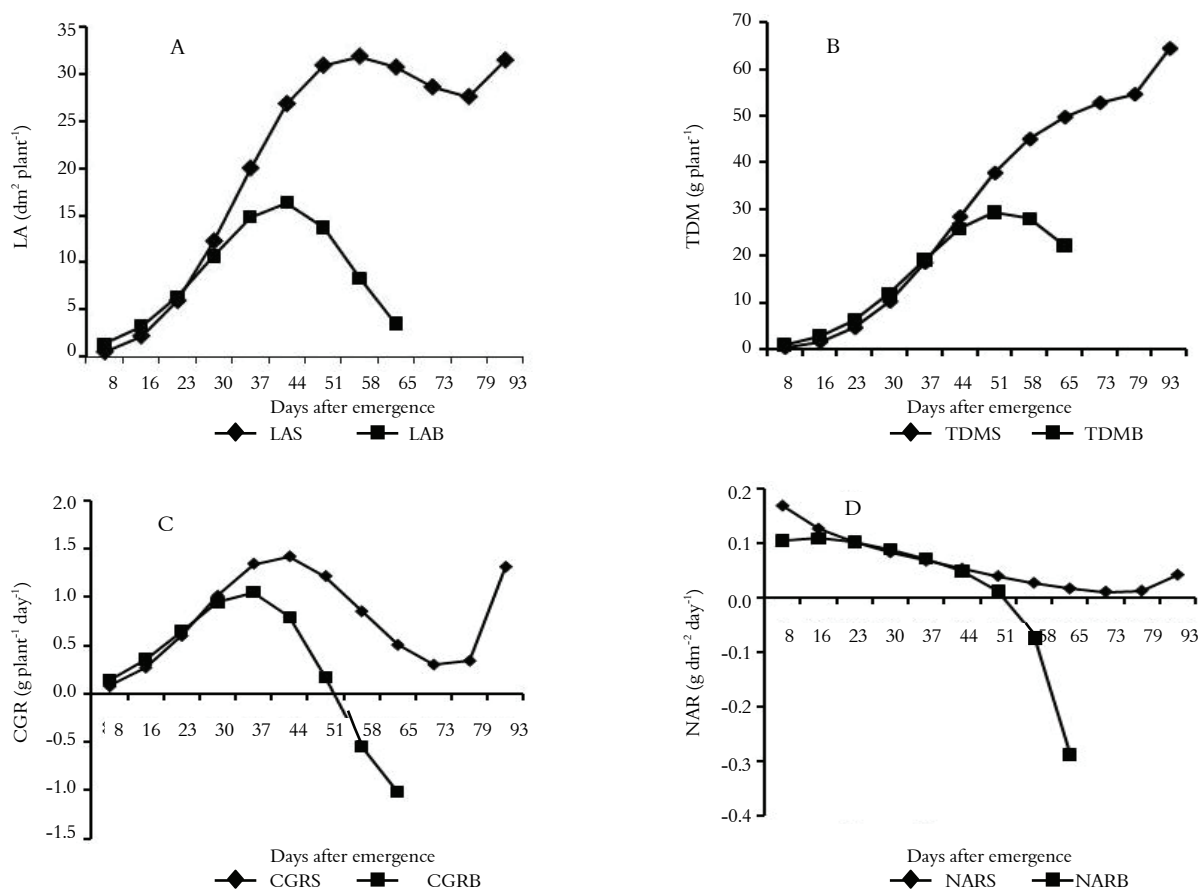 A
LA (dm² plant⁻¹)
35
30
25
20
15
10
5
0
8 16 23 30 37 44 51 58 65 73 79 93
Days after emergence
LAS LAB
B
TDM (g plant⁻¹)
70
60
50
40
30
20
10
0
8 16 23 30 37 44 51 58 65 73 79 93
Days after emergence
TDMS TDMB
C
CGR (g plant⁻¹ day⁻¹)
2.0
1.5
1.0
0.5
0.0
-0.5
-1.0
-1.5
8 16 23 30 37 44 51 58 65 73 79 93
Days after emergence
CGRS CGRB
D
NAR (g dm⁻² day⁻¹)
0.2
0.1
0.0
-0.1
-0.2
-0.3
-0.4
8 16 23 30 37 44 51 58 65 73 79 93
Days after emergence
NARS NARB